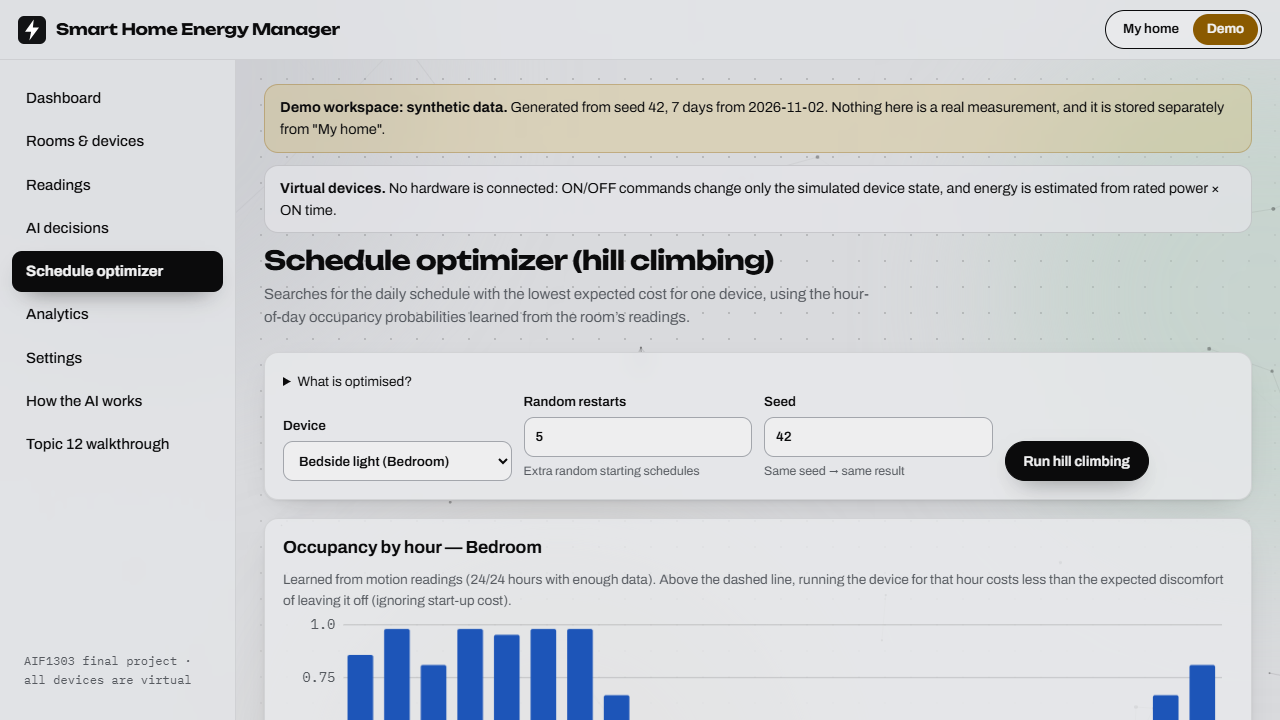 Smart Home Energy Manager
My home
Demo
Dashboard
Rooms & devices
Readings
AI decisions
Schedule optimizer
Analytics
Settings
How the AI works
Topic 12 walkthrough
AIF1303 final project ·
all devices are virtual
Demo workspace: synthetic data. Generated from seed 42, 7 days from 2026-11-02. Nothing here is a real measurement, and it is stored separately
from "My home".
Virtual devices. No hardware is connected: ON/OFF commands change only the simulated device state, and energy is estimated from rated power ×
ON time.
Schedule optimizer (hill climbing)
Searches for the daily schedule with the lowest expected cost for one device, using the hour-
of-day occupancy probabilities learned from the room's readings.
▶ What is optimised?
Device
Bedside light (Bedroom)
Random restarts
5
Extra random starting schedules
Seed
42
Same seed → same result
Run hill climbing
Occupancy by hour — Bedroom
Learned from motion readings (24/24 hours with enough data). Above the dashed line, running the device for that hour costs less than the expected discomfort
of leaving it off (ignoring start-up cost).
1.0
0.75